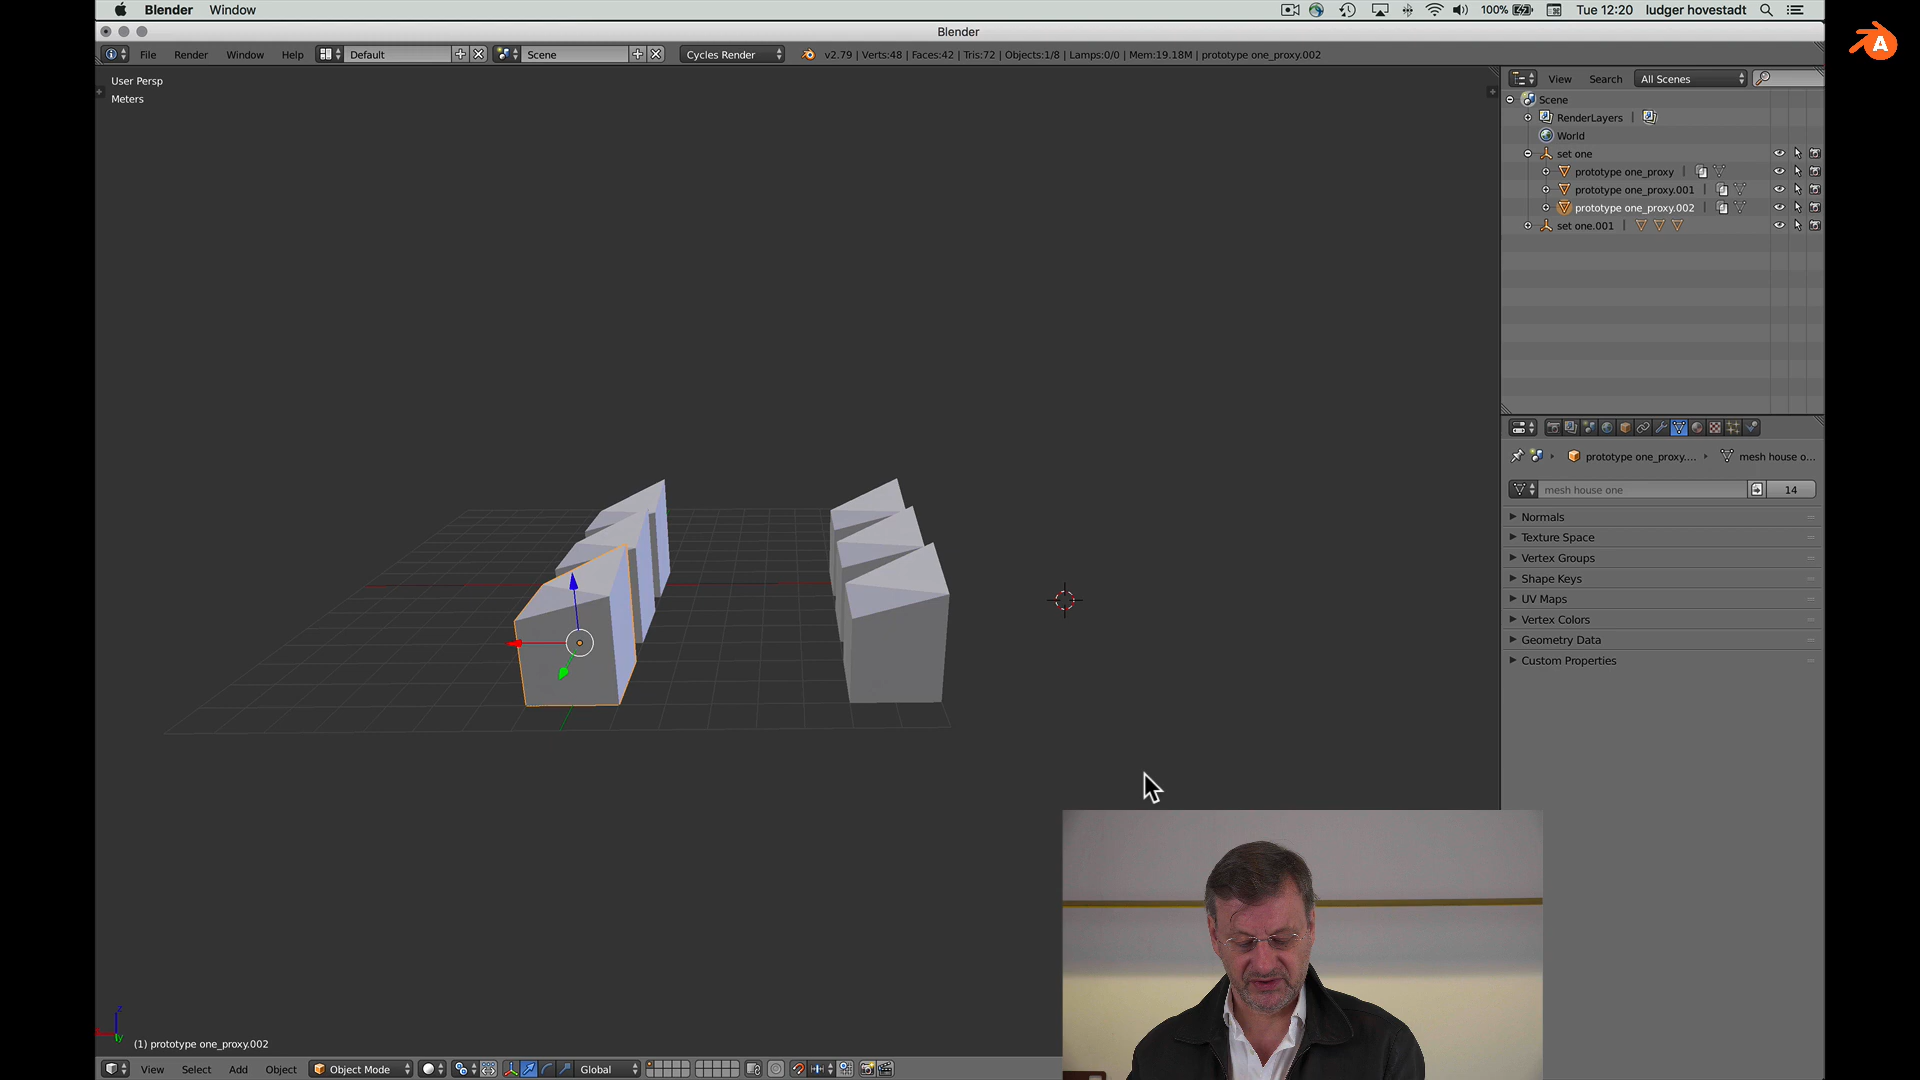 Blender Window 100% Tue 12:20 ludger hovestadt
Blender
File Render Window Help Default Scene Cycles Render v2.79 | Verts:48 | Faces:42 | Tris:72 | Objects:1/8 | Lamps:0/0 | Mem:19.18M | prototype one_proxy.002
View Search All Scenes
User Persp
Meters
Scene
RenderLayers
World
set one
prototype one_proxy
prototype one_proxy.001
prototype one_proxy.002
set one.001
prototype one_proxy.... mesh house o...
mesh house one 14
Normals
Texture Space
Vertex Groups
Shape Keys
UV Maps
Vertex Colors
Geometry Data
Custom Properties
z
y
(1) prototype one_proxy.002
View Select Add Object Object Mode Global
A